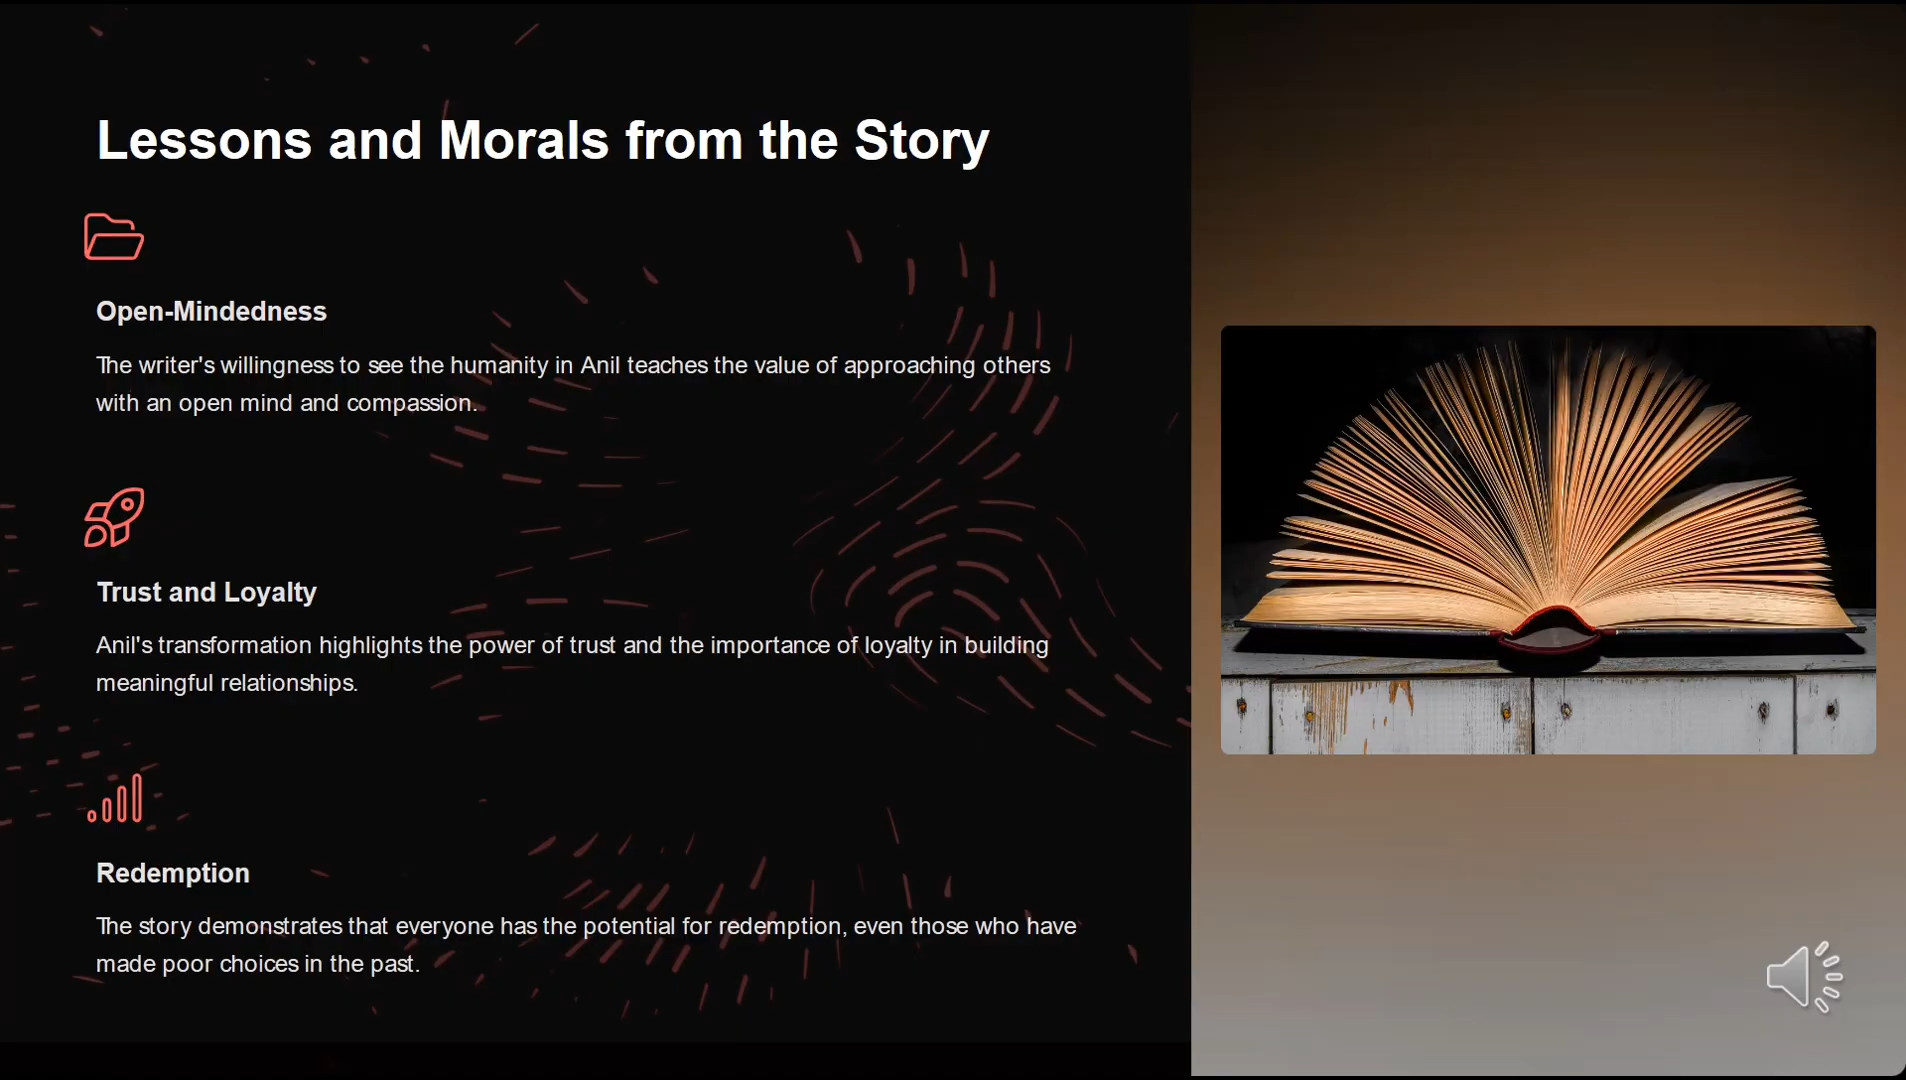 Lessons and Morals from the Story
Open-Mindedness
The writer's willingness to see the humanity in Anil teaches the value of approaching others
with an open mind and compassion.
Trust and Loyalty
Anil's transformation highlights the power of trust and the importance of loyalty in building
meaningful relationships.
Redemption
The story demonstrates that everyone has the potential for redemption, even those who have
made poor choices in the past.